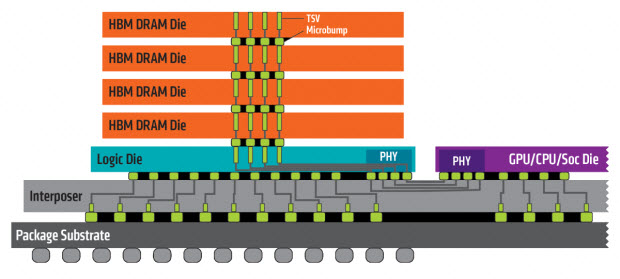 HBM DRAM Die
TSV
Microbump
HBM DRAM Die
HBM DRAM Die
HBM DRAM Die
Logic Die
PHY
PHY
GPU/CPU/Soc Die
Interposer
Package Substrate